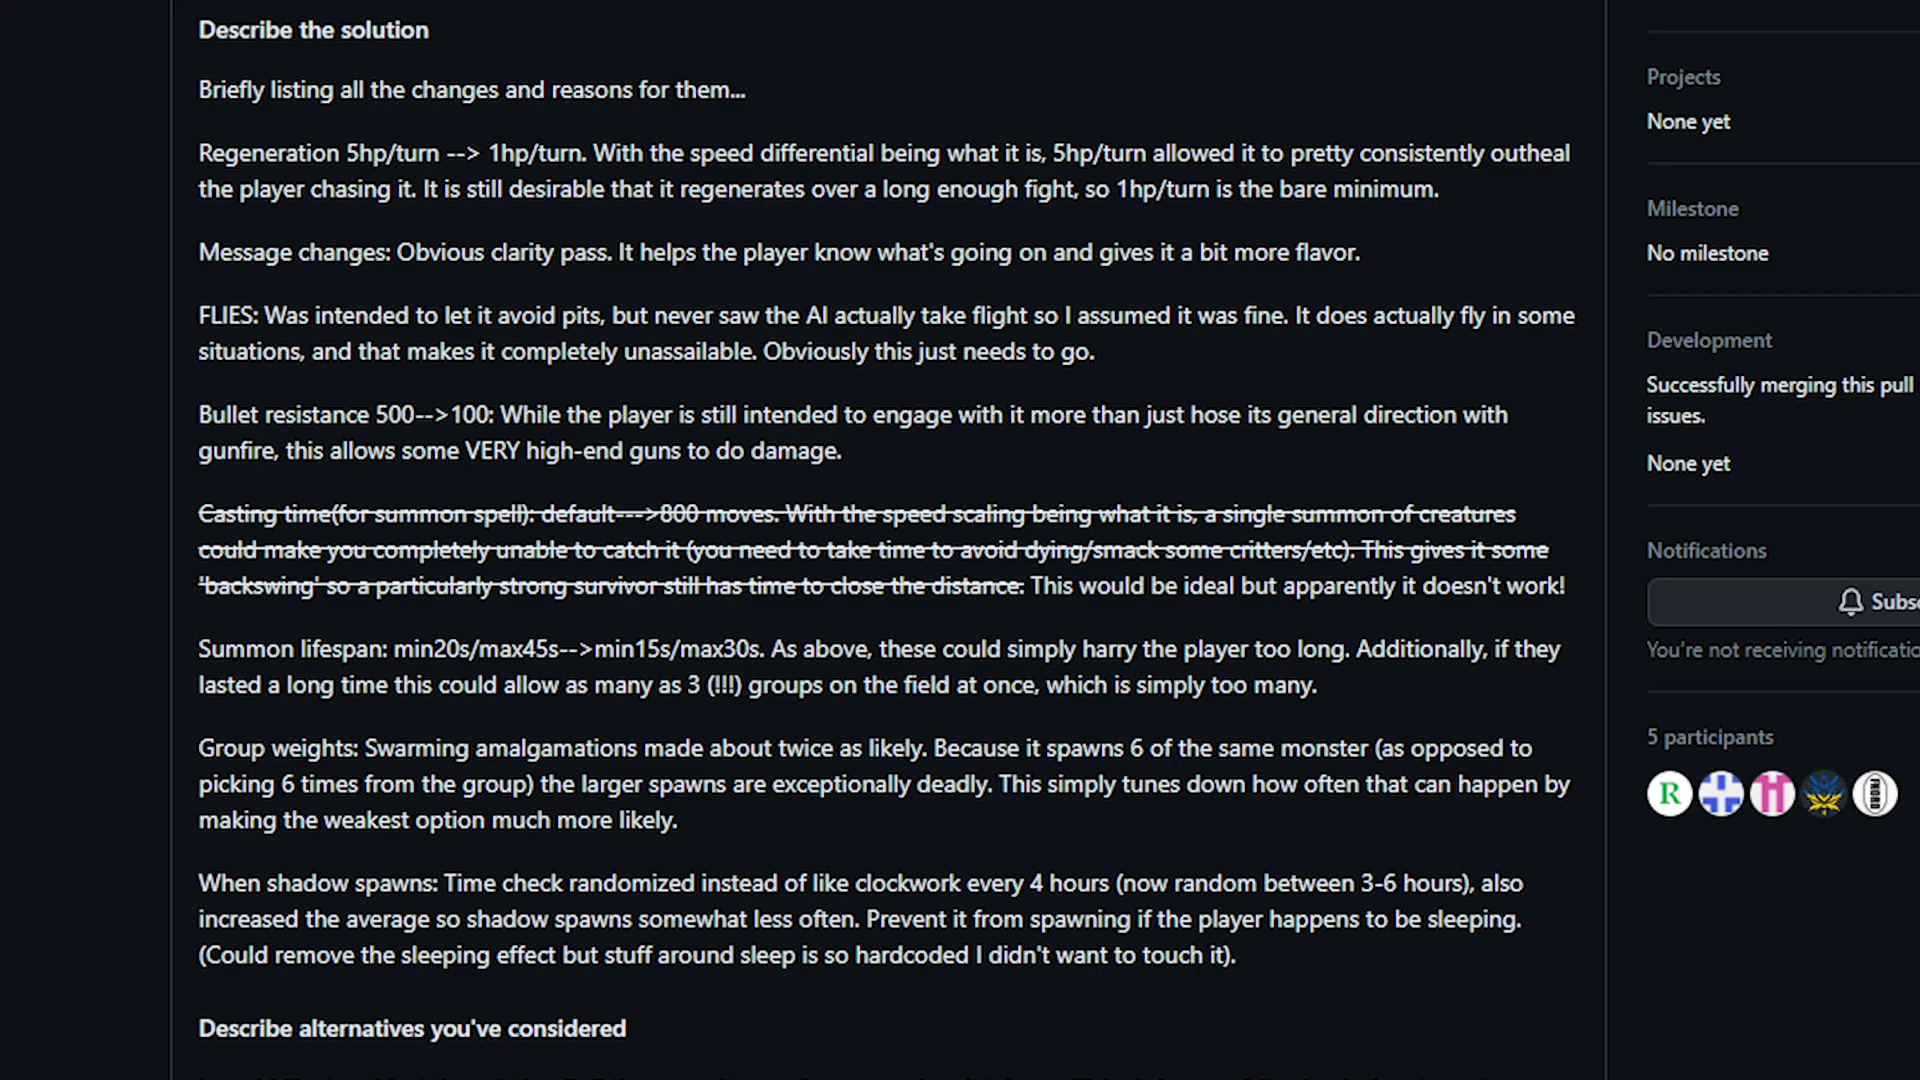 Describe the solution
Briefly listing all the changes and reasons for them...
Regeneration 5hp/turn --> 1hp/turn. With the speed differential being what it is, 5hp/turn allowed it to pretty consistently outheal
the player chasing it. It is still desirable that it regenerates over a long enough fight, so 1hp/turn is the bare minimum.
Message changes: Obvious clarity pass. It helps the player know what's going on and gives it a bit more flavor.
FLIES: Was intended to let it avoid pits, but never saw the AI actually take flight so I assumed it was fine. It does actually fly in some
situations, and that makes it completely unassailable. Obviously this just needs to go.
Bullet resistance 500-->100: While the player is still intended to engage with it more than just hose its general direction with
gunfire, this allows some VERY high-end guns to do damage.
Casting time(for summon spell): default--->800 moves. With the speed scaling being what it is, a single summon of creatures
could make you completely unable to catch it (you need to take time to avoid dying/smack some critters/etc). This gives it some
'backswing' so a particularly strong survivor still has time to close the distance. This would be ideal but apparently it doesn't work!
Summon lifespan: min20s/max45s-->min15s/max30s. As above, these could simply harry the player too long. Additionally, if they
lasted a long time this could allow as many as 3 (!!!) groups on the field at once, which is simply too many.
Group weights: Swarming amalgamations made about twice as likely. Because it spawns 6 of the same monster (as opposed to
picking 6 times from the group) the larger spawns are exceptionally deadly. This simply tunes down how often that can happen by
making the weakest option much more likely.
When shadow spawns: Time check randomized instead of like clockwork every 4 hours (now random between 3-6 hours), also
increased the average so shadow spawns somewhat less often. Prevent it from spawning if the player happens to be sleeping.
(Could remove the sleeping effect but stuff around sleep is so hardcoded I didn't want to touch it).
Describe alternatives you've considered
Projects
None yet
Milestone
No milestone
Development
Successfully merging this pull
issues.
None yet
Notifications
Subsc
You're not receiving notificatio
5 participants
R
H